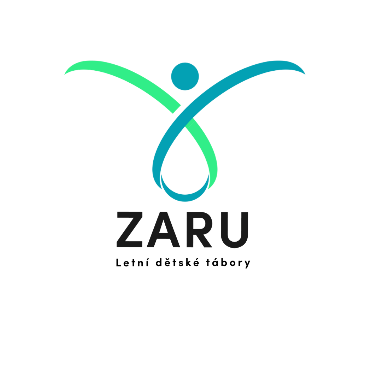 ZARU
Letní dětské tábory